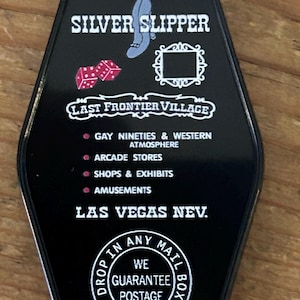 SILVER SLIPPER
LAST FRONTIER VILLAGE
GAY NINETIES & WESTERN
ATMOSPHERE
ARCADE STORES
SHOPS & EXHIBITS
AMUSEMENTS
LAS VEGAS NEV.
DROP IN ANY MAIL BOX
WE
GUARANTEE
POSTAGE